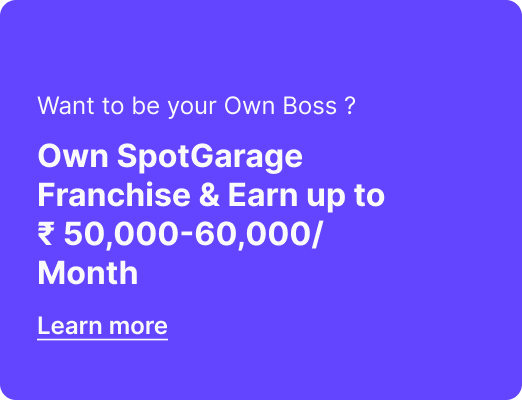 Want to be your Own Boss ?
Own SpotGarage
Franchise & Earn up to
₹ 50,000-60,000/
Month
Learn more